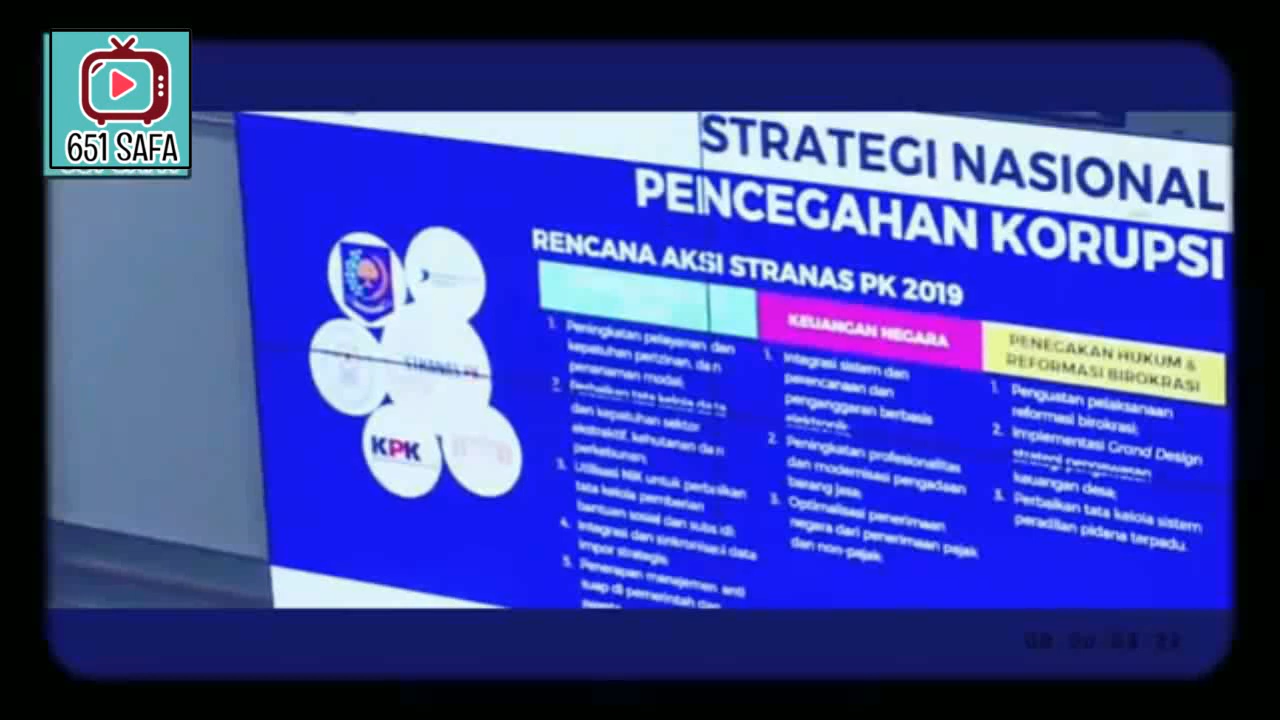 651 SAFA
STRATEGI NASIONAL
PENCEGAHAN KORUPSI
RENCANA AKSI STRANAS PK 2019
1. Peningkatan pelayanan dan
kepatuhan perizinan, dan
penanaman modal;
2. Perbaikan tata kelola data
dan kepatuhan sektor
ekstraktif, kehutanan dan
perkebunan;
3. Utilisasi NIK untuk perbaikan
tata kelola pemberian
bantuan sosial dan subsidi;
4. Integrasi dan sinkronisasi data
impor strategis;
5. Penerapan manajemen anti
suap di pemerintah dan
KEUANGAN NEGARA
1. Integrasi sistem dan
perencanaan dan
penganggaran berbasis
elektronik;
2. Peningkatan profesionalitas
dan modernisasi pengadaan
barang jasa;
3. Optimalisasi penerimaan
negara dari penerimaan pajak
dan non-pajak.
PENEGAKAN HUKUM &
REFORMASI BIROKRASI
1. Penguatan pelaksanaan
reformasi birokrasi;
2. Implementasi Grand Design
strategi pengawasan
keuangan desa;
3. Perbaikan tata kelola sistem
peradilan pidana terpadu.
STRANAS PK
KPK